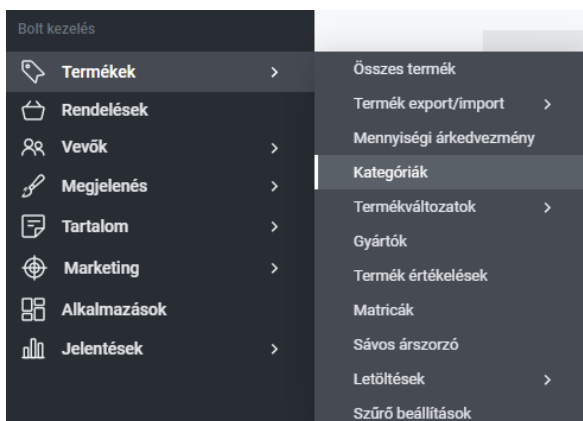 Bolt kezelés
Termékek
Rendelések
Vevők
Megjelenés
Tartalom
Marketing
Alkalmazások
Jelentések
Összes termék
Termék export/import
Mennyiségi árkedvezmény
Kategóriák
Termékváltozatok
Gyártók
Termék értékelések
Matricák
Sávos árszorzó
Letöltések
Szűrő beállítások